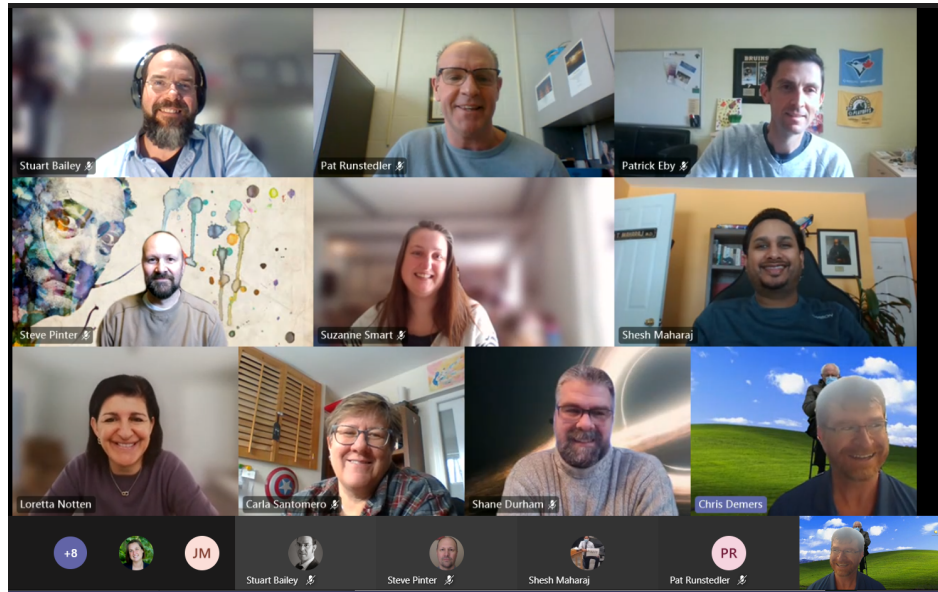 Stuart Bailey
Pat Runstedler
Patrick Eby
BRUINS
Steve Pinter
Suzanne Smart
Shesh Maharaj
Loretta Notten
Carla Santomero
Shane Durham
Chris Demers
+8
JM
Stuart Bailey
Steve Pinter
Shesh Maharaj
PR
Pat Runstedler